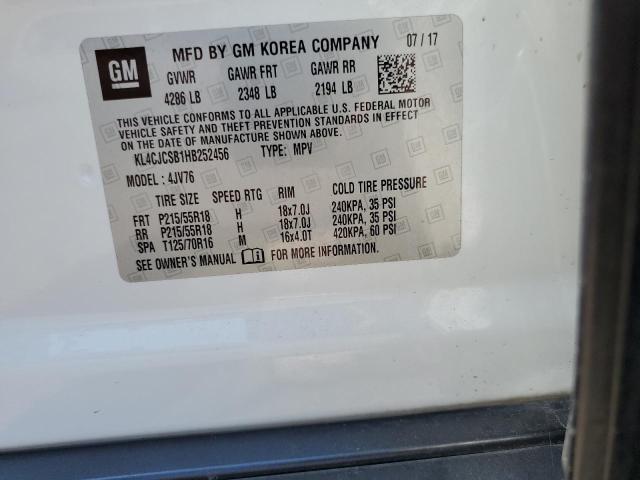 GM
MFD BY GM KOREA COMPANY 07 / 17
GVWR GAWR FRT GAWR RR
4286 LB 2348 LB 2194 LB
THIS VEHICLE CONFORMS TO ALL APPLICABLE U.S. FEDERAL MOTOR
VEHICLE SAFETY AND THEFT PREVENTION STANDARDS IN EFFECT
ON THE DATE OF MANUFACTURE SHOWN ABOVE.
KL4CJCSB1HB252456 TYPE: MPV
MODEL: 4JV76
TIRE SIZE SPEED RTG RIM COLD TIRE PRESSURE
FRT P215/55R18 H 18x7.0J 240KPA, 35 PSI
RR P215/55R18 H 18x7.0J 240KPA, 35 PSI
SPA T125/70R16 M 16x4.0T 420KPA, 60 PSI
SEE OWNER'S MANUAL FOR MORE INFORMATION.